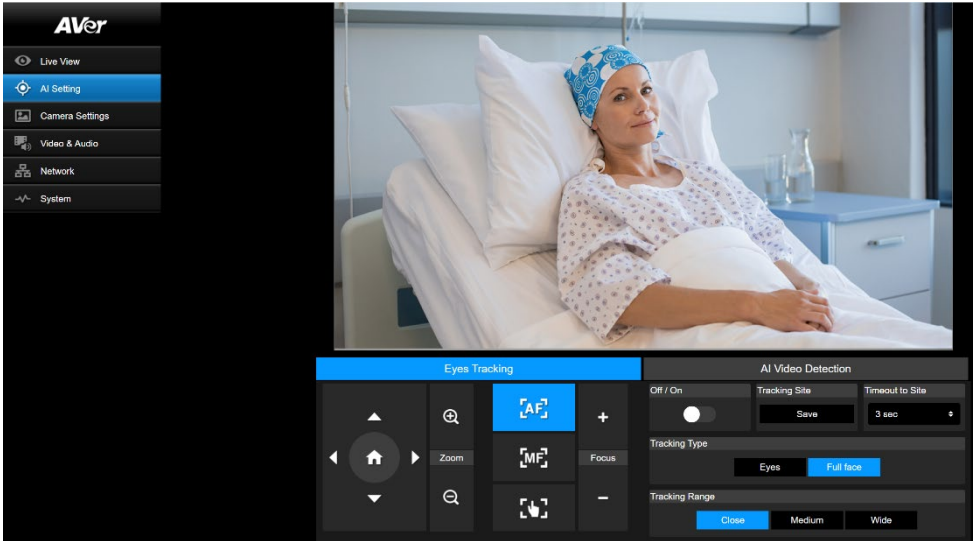 AVer
Live View
AI Setting
Camera Settings
Video & Audio
Network
System
Eyes Tracking
AI Video Detection
Off / On
Tracking Site
Timeout to Site
Save
3 sec
AF
+
Zoom
MF
Focus
−
Tracking Type
Eyes
Full face
Tracking Range
Close
Medium
Wide